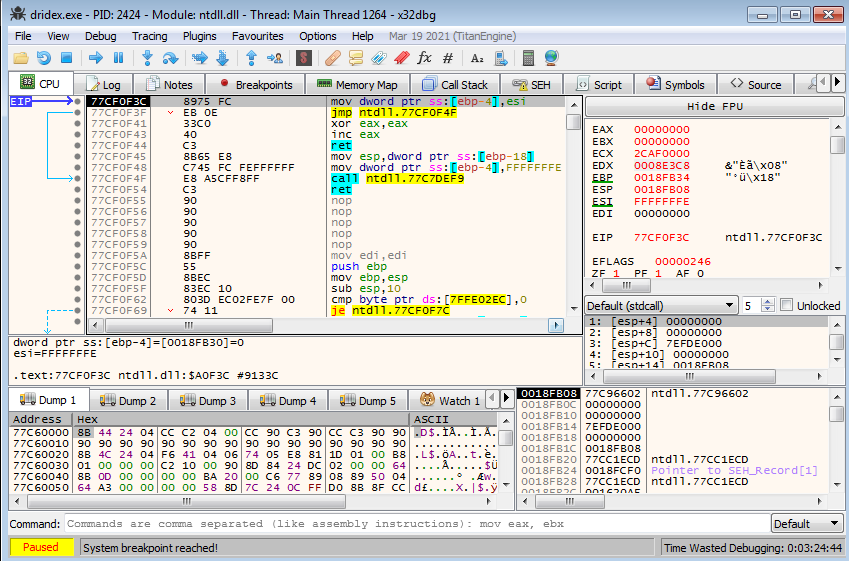 dridex.exe - PID: 2424 - Module: ntdll.dll - Thread: Main Thread 1264 - x32dbg
File View Debug Tracing Plugins Favourites Options Help Mar 19 2021 (TitanEngine)
CPU Log Notes Breakpoints Memory Map Call Stack SEH Script Symbols Source
EIP
77CF0F3C 8975 FC mov dword ptr ss:[ebp-4],esi
77CF0F3F EB 0E jmp ntdll.77CF0F4F
77CF0F41 33C0 xor eax,eax
77CF0F43 40 inc eax
77CF0F44 C3 ret
77CF0F45 8B65 E8 mov esp,dword ptr ss:[ebp-18]
77CF0F48 C745 FC FEFFFFFF mov dword ptr ss:[ebp-4],FFFFFFFE
77CF0F4F E8 A5CFF8FF call ntdll.77C7DEF9
77CF0F54 C3 ret
77CF0F55 90 nop
77CF0F56 90 nop
77CF0F57 90 nop
77CF0F58 90 nop
77CF0F59 90 nop
77CF0F5A 8BFF mov edi,edi
77CF0F5C 55 push ebp
77CF0F5D 8BEC mov ebp,esp
77CF0F5F 83EC 10 sub esp,10
77CF0F62 803D EC02FE7F 00 cmp byte ptr ds:[7FFE02EC],0
77CF0F69 74 11 je ntdll.77CF0F7C
Hide FPU
EAX 00000000
EBX 00000000
ECX 2CAF0000
EDX 0008E3C8 &"Èã\x08"
EBP 0018FB34 "˚û\x18"
ESP 0018FB08
ESI FFFFFFFE
EDI 00000000
EIP 77CF0F3C ntdll.77CF0F3C
EFLAGS 00000246
ZF 1 PF 1 AF 0
Default (stdcall) 5 Unlocked
1: [esp+4] 00000000
2: [esp+8] 00000000
3: [esp+C] 7EFDE000
4: [esp+10] 00000000
5: [esp+14] 0018FB08
dword ptr ss:[ebp-4]=[0018FB30]=0
esi=FFFFFFFE
.text:77CF0F3C ntdll.dll:$A0F3C #9133C
Dump 1 Dump 2 Dump 3 Dump 4 Dump 5 Watch 1
Address Hex ASCII
77C60000 8B 44 24 04 CC C2 04 00 CC 90 C3 90 CC C3 90 90 .D$.ÌÂ..Ì.Ã.
77C60010 90 90 90 90 90 90 90 90 90 90 90 90 90 90 90 90 ............
77C60020 8B 4C 24 04 F6 41 04 06 74 05 E8 81 1D 01 00 B8 .L$.öA..t.è.
77C60030 01 00 00 00 C2 10 00 90 8D 84 24 DC 02 00 00 64 ....Â.....$Ü
77C60040 8B 0D 00 00 00 00 BA 20 00 C6 77 89 08 89 50 04
77C60050 64 A3 00 00 00 00 58 8D 7C 24 0C FF D0 8B 8F CC d£....X.|$.ÿ
0018FB08 77C96602 ntdll.77C96602
0018FB0C 00000000
0018FB10 00000000
0018FB14 7EFDE000
0018FB18 00000000
0018FB1C 0018FB08
0018FB20 77CC1ECD ntdll.77CC1ECD
0018FB24 0018FCF0 Pointer to SEH_Record[1]
0018FB28 77CC1ECD ntdll.77CC1ECD
0018FB2C 001620AE
Command: Commands are comma separated (like assembly instructions): mov eax, ebx Default
Paused System breakpoint reached! Time Wasted Debugging: 0:03:24:44